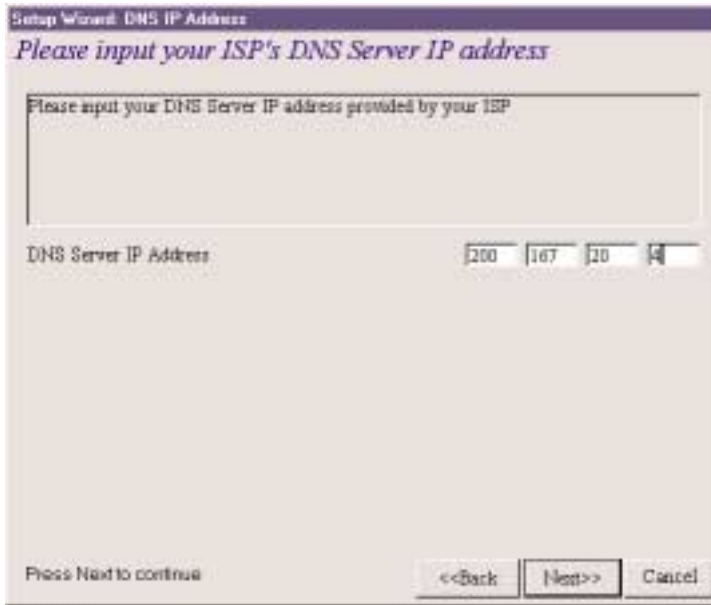 Setup Wizard: DNS IP Address
Please input your ISP's DNS Server IP address
Please input your DNS Server IP address provided by your ISP
DNS Server IP Address 200 167 20 4
Press Next to continue <<Back Next>> Cancel